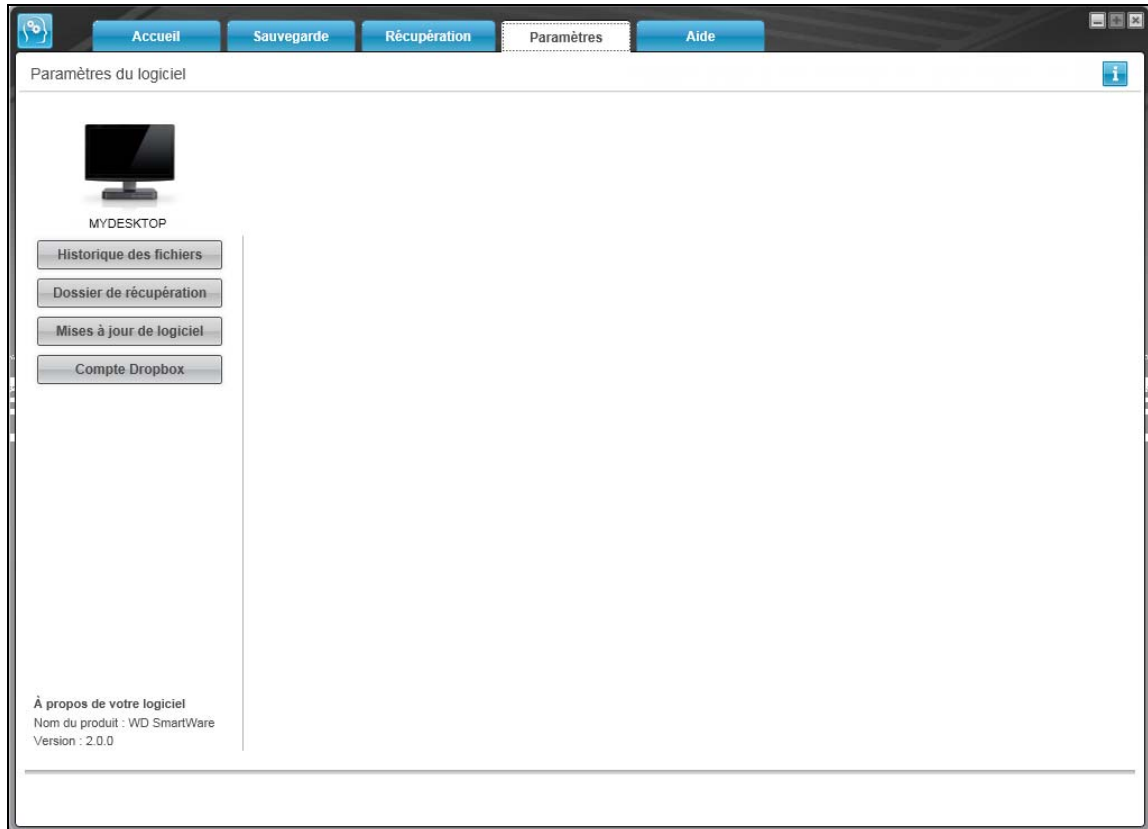 Accueil
Sauvegarde
Récupération
Paramètres
Aide
Paramètres du logiciel
i
MYDESKTOP
Historique des fichiers
Dossier de récupération
Mises à jour de logiciel
Compte Dropbox
À propos de votre logiciel
Nom du produit : WD SmartWare
Version : 2.0.0